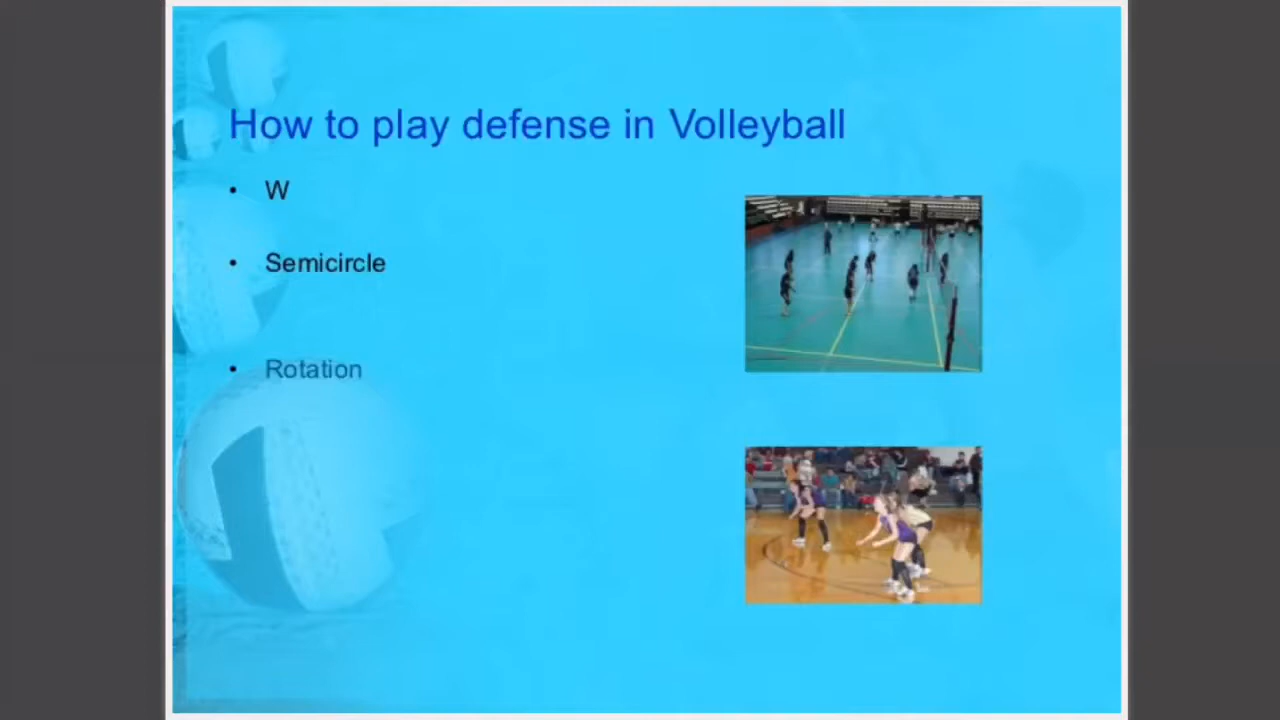 How to play defense in Volleyball
• W
• Semicircle
• Rotation